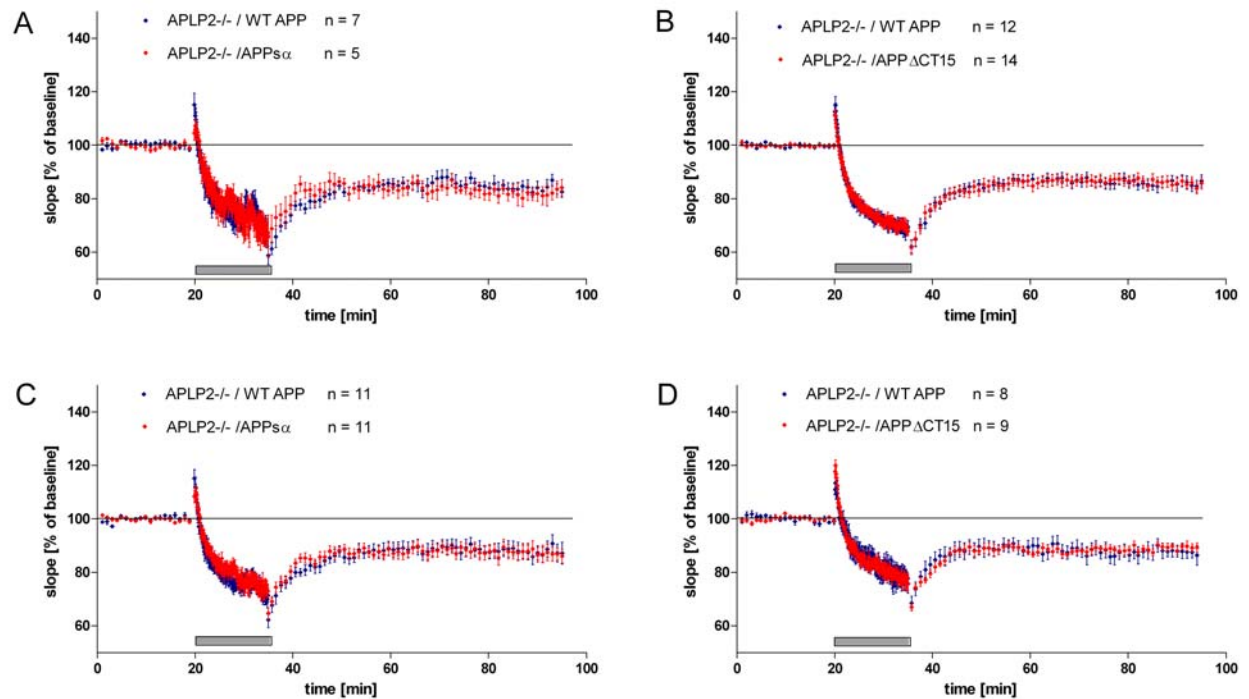 A
APLP2-/- / WT APP n = 7
APLP2-/- /APPsα n = 5
slope [% of baseline]
140
120
100
80
60
0 20 40 60 80 100
time [min]
B
APLP2-/- / WT APP n = 12
APLP2-/- /APPΔCT15 n = 14
slope [% of baseline]
140
120
100
80
60
0 20 40 60 80 100
time [min]
C
APLP2-/- / WT APP n = 11
APLP2-/- /APPsα n = 11
slope [% of baseline]
140
120
100
80
60
0 20 40 60 80 100
time [min]
D
APLP2-/- / WT APP n = 8
APLP2-/- /APPΔCT15 n = 9
slope [% of baseline]
140
120
100
80
60
0 20 40 60 80 100
time [min]